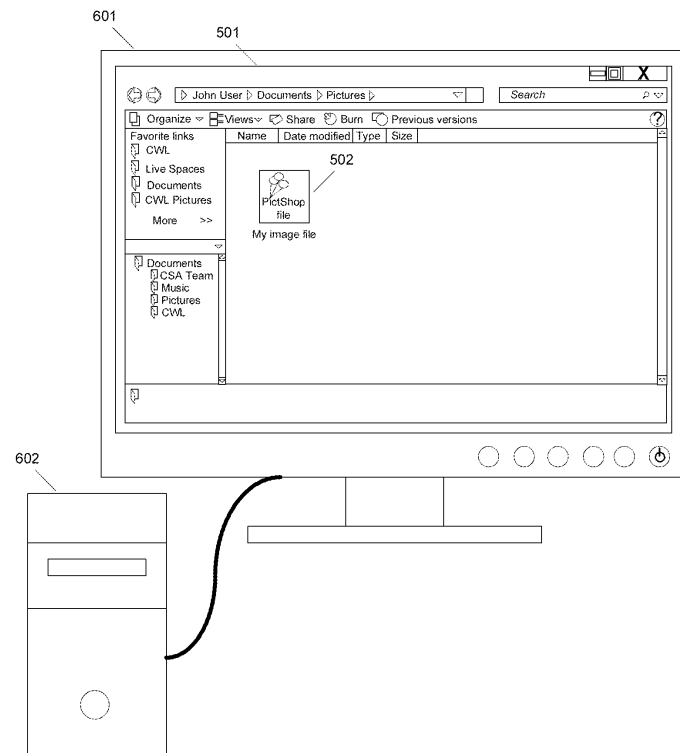 601
501
X
John User Documents Pictures
Search
Organize Views Share Burn Previous versions ?
Favorite links
Name Date modified Type Size
CWL
Live Spaces
Documents
CWL Pictures
More >>
502
PictShop
file
My image file
Documents
CSA Team
Music
Pictures
CWL
602